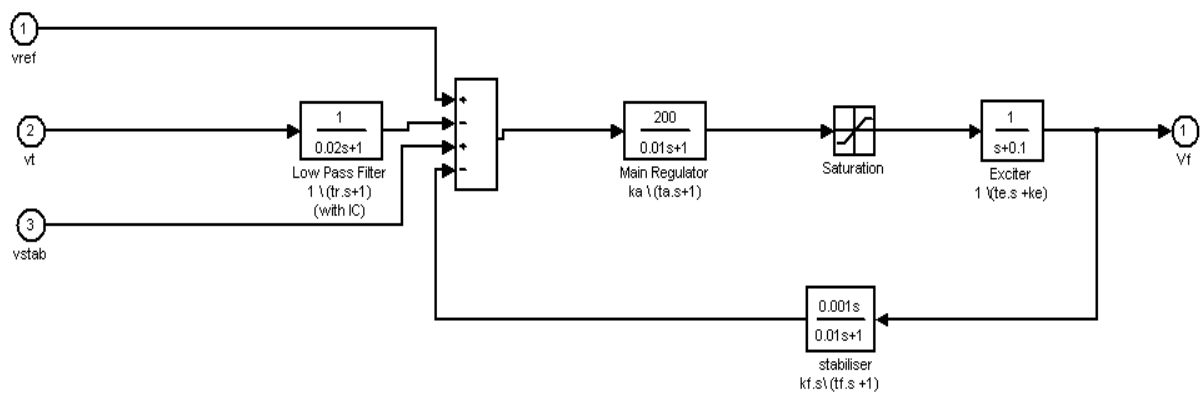 1
vref
2
vt
1
0.02s+1
Low Pass Filter
1 \ (tr.s+1)
(with IC)
3
vstab
+
-
+
-
200
0.01s+1
Main Regulator
ka \ (ta.s+1)
Saturation
1
s+0.1
Exciter
1 \(te.s +ke)
1
Vf
0.001s
0.01s+1
stabiliser
kf.s\ (tf.s +1)